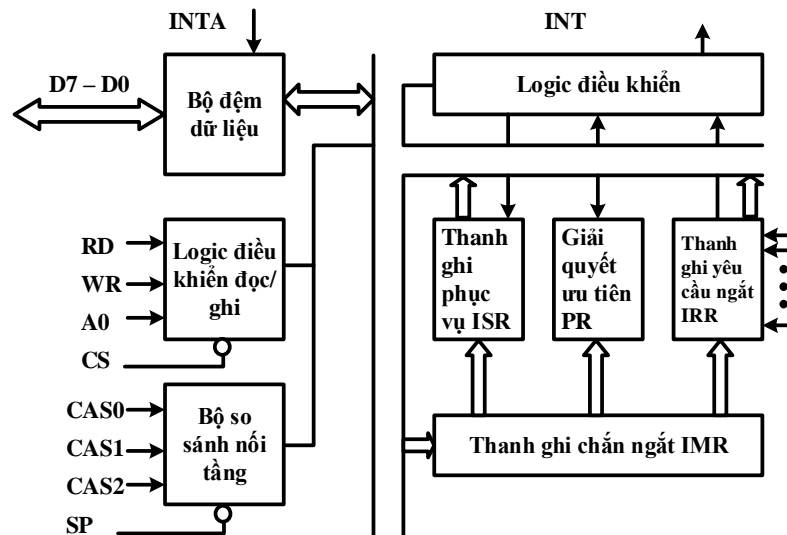 INTA
INT
D7 – D0
Bộ đệm
dữ liệu
Logic điều khiển
RD
WR
A0
CS
Logic điều
khiển đọc/
ghi
Thanh
ghi
phục
vụ ISR
Giải
quyết
ưu tiên
PR
Thanh
ghi yêu
cầu ngắt
IRR
CAS0
CAS1
CAS2
SP
Bộ so
sánh nối
tầng
Thanh ghi chắn ngắt IMR